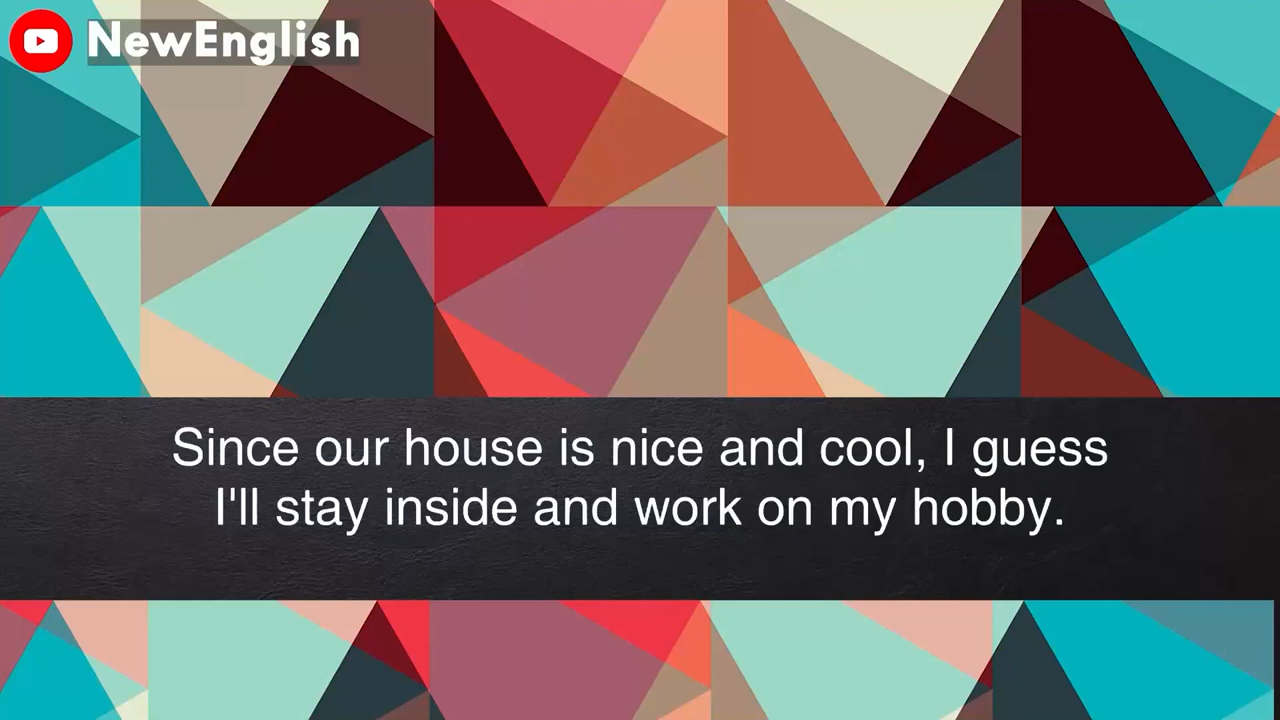 NewEnglish
Since our house is nice and cool, I guess
I'll stay inside and work on my hobby.